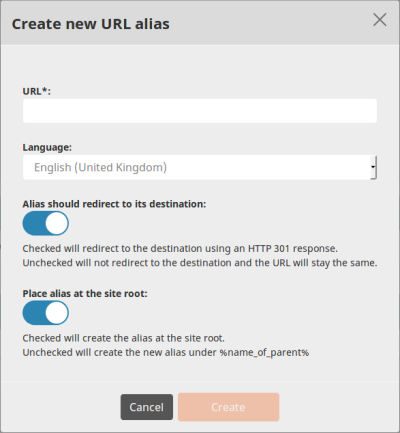 Create new URL alias
URL*:
Language:
English (United Kingdom)
Alias should redirect to its destination:
Checked will redirect to the destination using an HTTP 301 response.
Unchecked will not redirect to the destination and the URL will stay the same.
Place alias at the site root:
Checked will create the alias at the site root.
Unchecked will create the new alias under %name_of_parent%
Cancel
Create